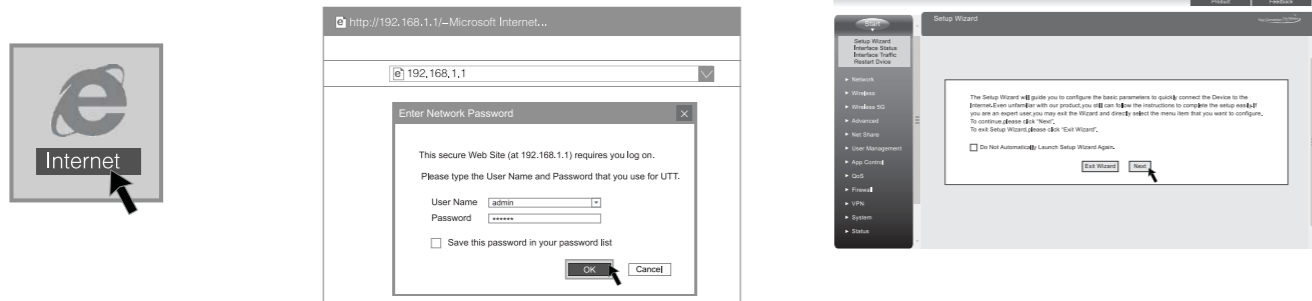 Internet
http://192.168.1.1/–Microsoft Internet...
192,168,1,1
Enter Network Password
This secure Web Site (at 192.168.1.1) requires you log on.
Please type the User Name and Password that you use for UTT.
User Name admin
Password ******
Save this password in your password list
OK Cancel
Product Feedback
Start
Setup Wizard
Setup Wizard
Interface Status
Interface Traffic
Restart Dvice
Network
Wireless
Wireless 5G
Advanced
Net Share
User Management
App Control
QoS
Firewall
VPN
System
Status
The Setup Wizard will guide you to configure the basic parameters to quickly connect the Device to the
Internet.Even unfamiliar with our product,you still can follow the instructions to complete the setup easily.If
you are an expert user,you may exit the Wizard and directly select the menu item that you want to configure.
To continue,please click "Next".
To exit Setup Wizard,please click "Exit Wizard".
Do Not Automatically Launch Setup Wizard Again.
Exit Wizard Next